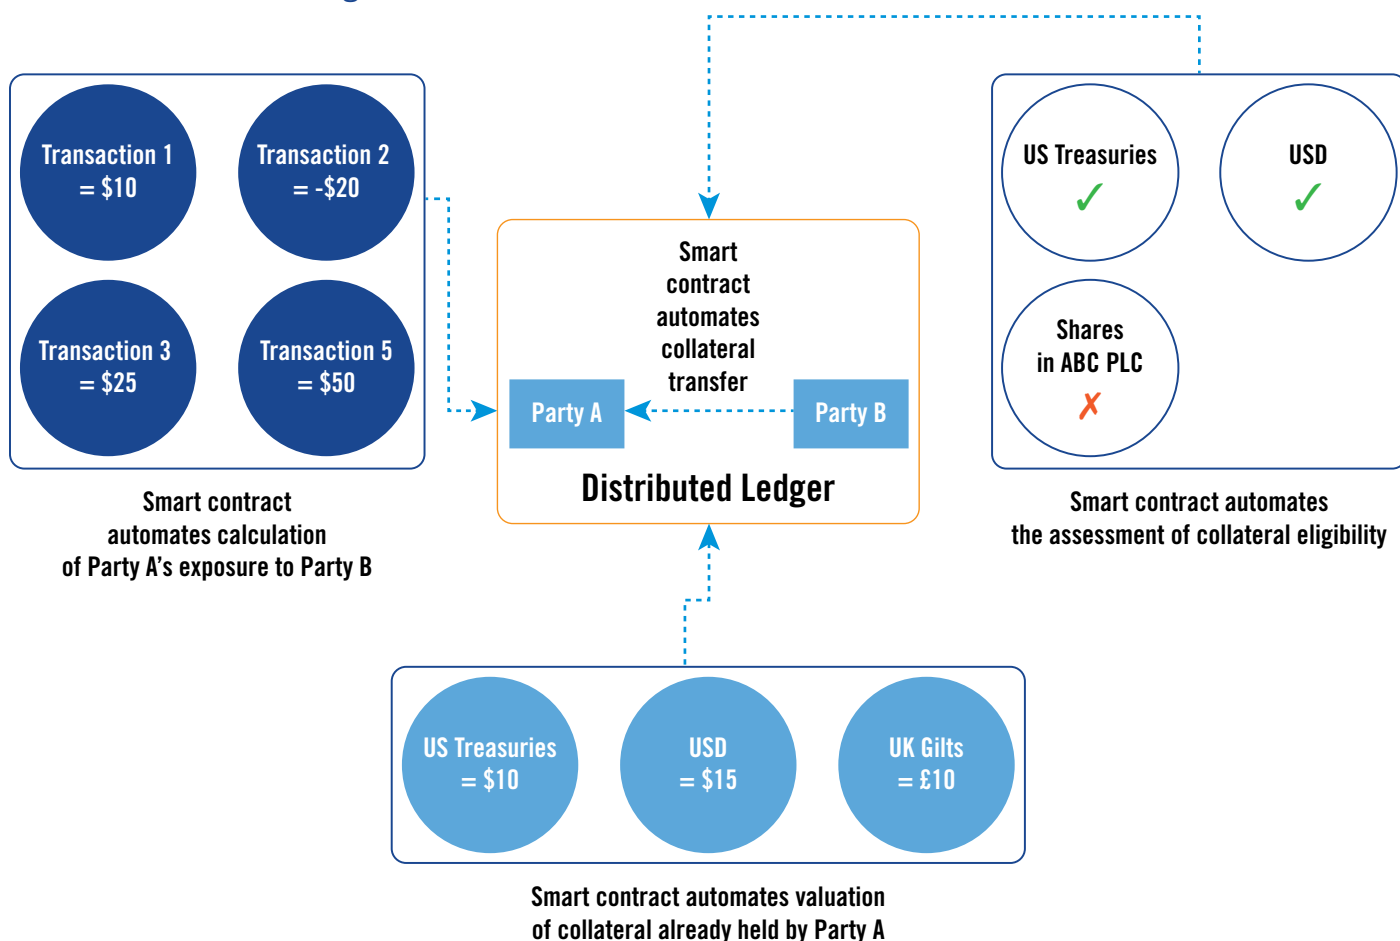 Transaction 1
= $10
Transaction 2
= -$20
Transaction 3
= $25
Transaction 5
= $50
Smart contract
automates calculation
of Party A’s exposure to Party B
Smart
contract
automates
collateral
transfer
Party A
Party B
Distributed Ledger
US Treasuries
✓
USD
✓
Shares
in ABC PLC
✗
Smart contract automates
the assessment of collateral eligibility
US Treasuries
= $10
USD
= $15
UK Gilts
= £10
Smart contract automates valuation
of collateral already held by Party A